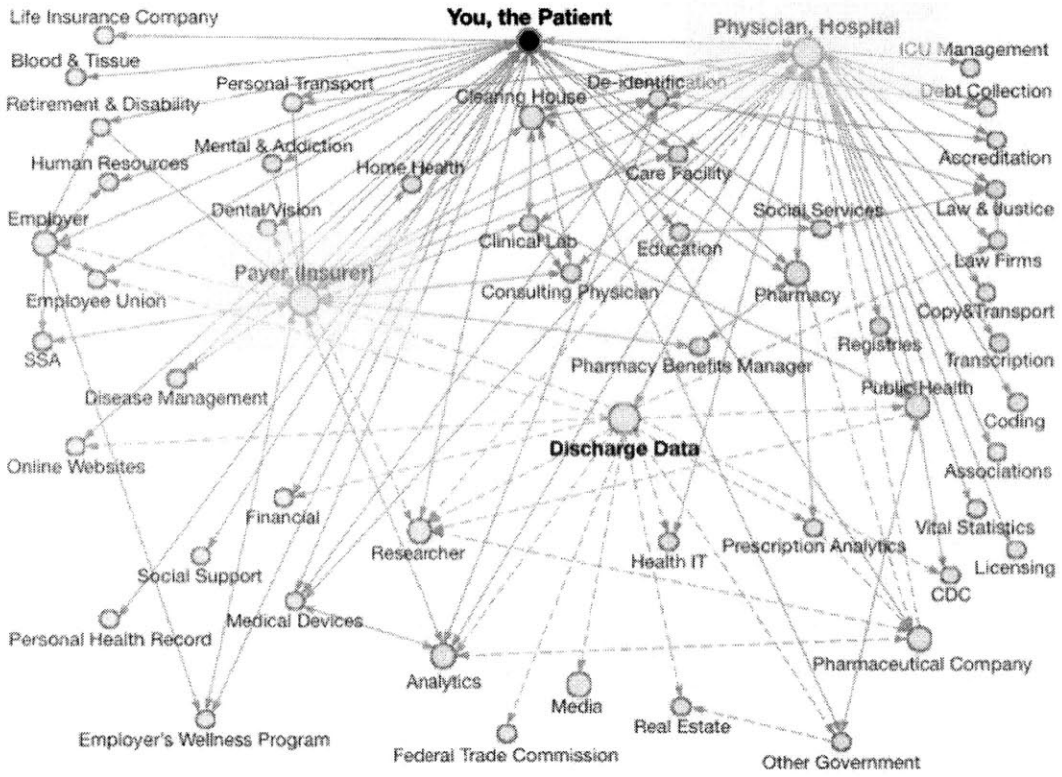 Life Insurance Company
You, the Patient
Physician, Hospital
ICU Management
Blood & Tissue
Personal Transport
De-identification
Debt Collection
Retirement & Disability
Clearing House
Mental & Addiction
Accreditation
Human Resources
Home Health
Care Facility
Employer
Dental/Vision
Social Services
Law & Justice
Clinical Lab
Education
Payer (Insurer)
Law Firms
Employee Union
Consulting Physician
Pharmacy
Copy&Transport
SSA
Registries
Transcription
Pharmacy Benefits Manager
Disease Management
Public Health
Coding
Discharge Data
Online Websites
Associations
Financial
Vital Statistics
Researcher
Health IT
Prescription Analytics
Licensing
Social Support
CDC
Personal Health Record
Medical Devices
Pharmaceutical Company
Analytics
Media
Real Estate
Employer's Wellness Program
Federal Trade Commission
Other Government